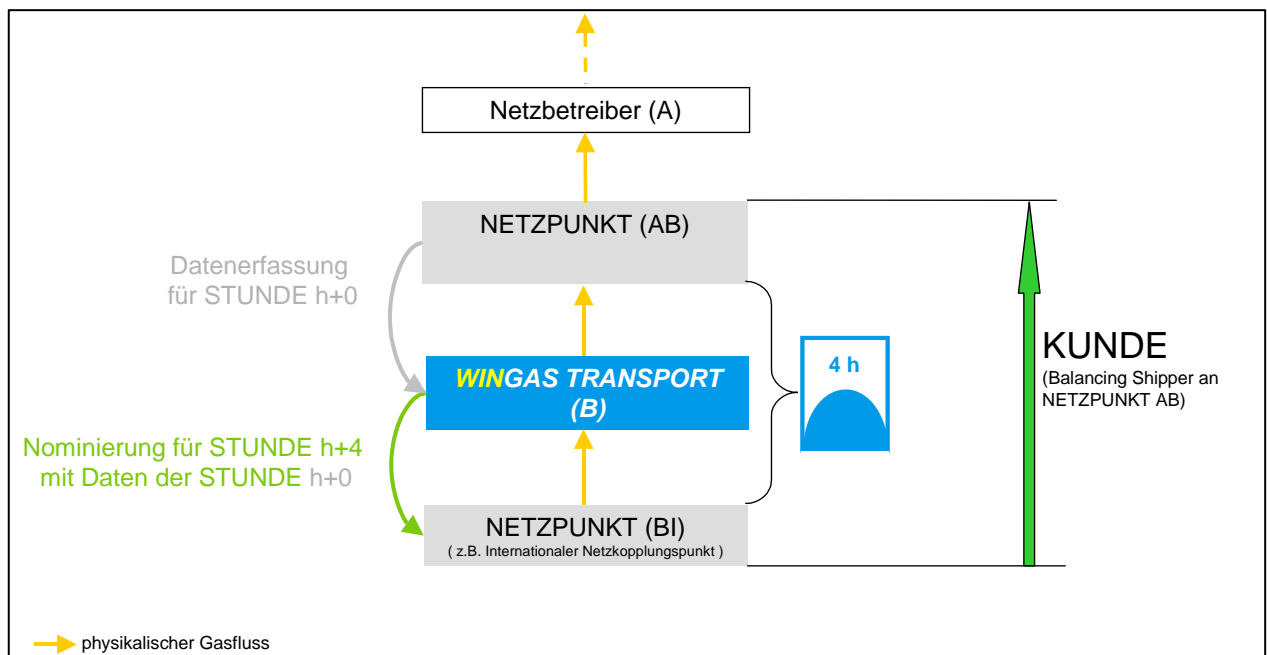 Netzbetreiber (A)
NETZPUNKT (AB)
Datenerfassung
für STUNDE h+0
WINGAS TRANSPORT
(B)
4 h
KUNDE
(Balancing Shipper an
NETZPUNKT AB)
Nominierung für STUNDE h+4
mit Daten der STUNDE h+0
NETZPUNKT (BI)
( z.B. Internationaler Netzkopplungspunkt )
physikalischer Gasfluss